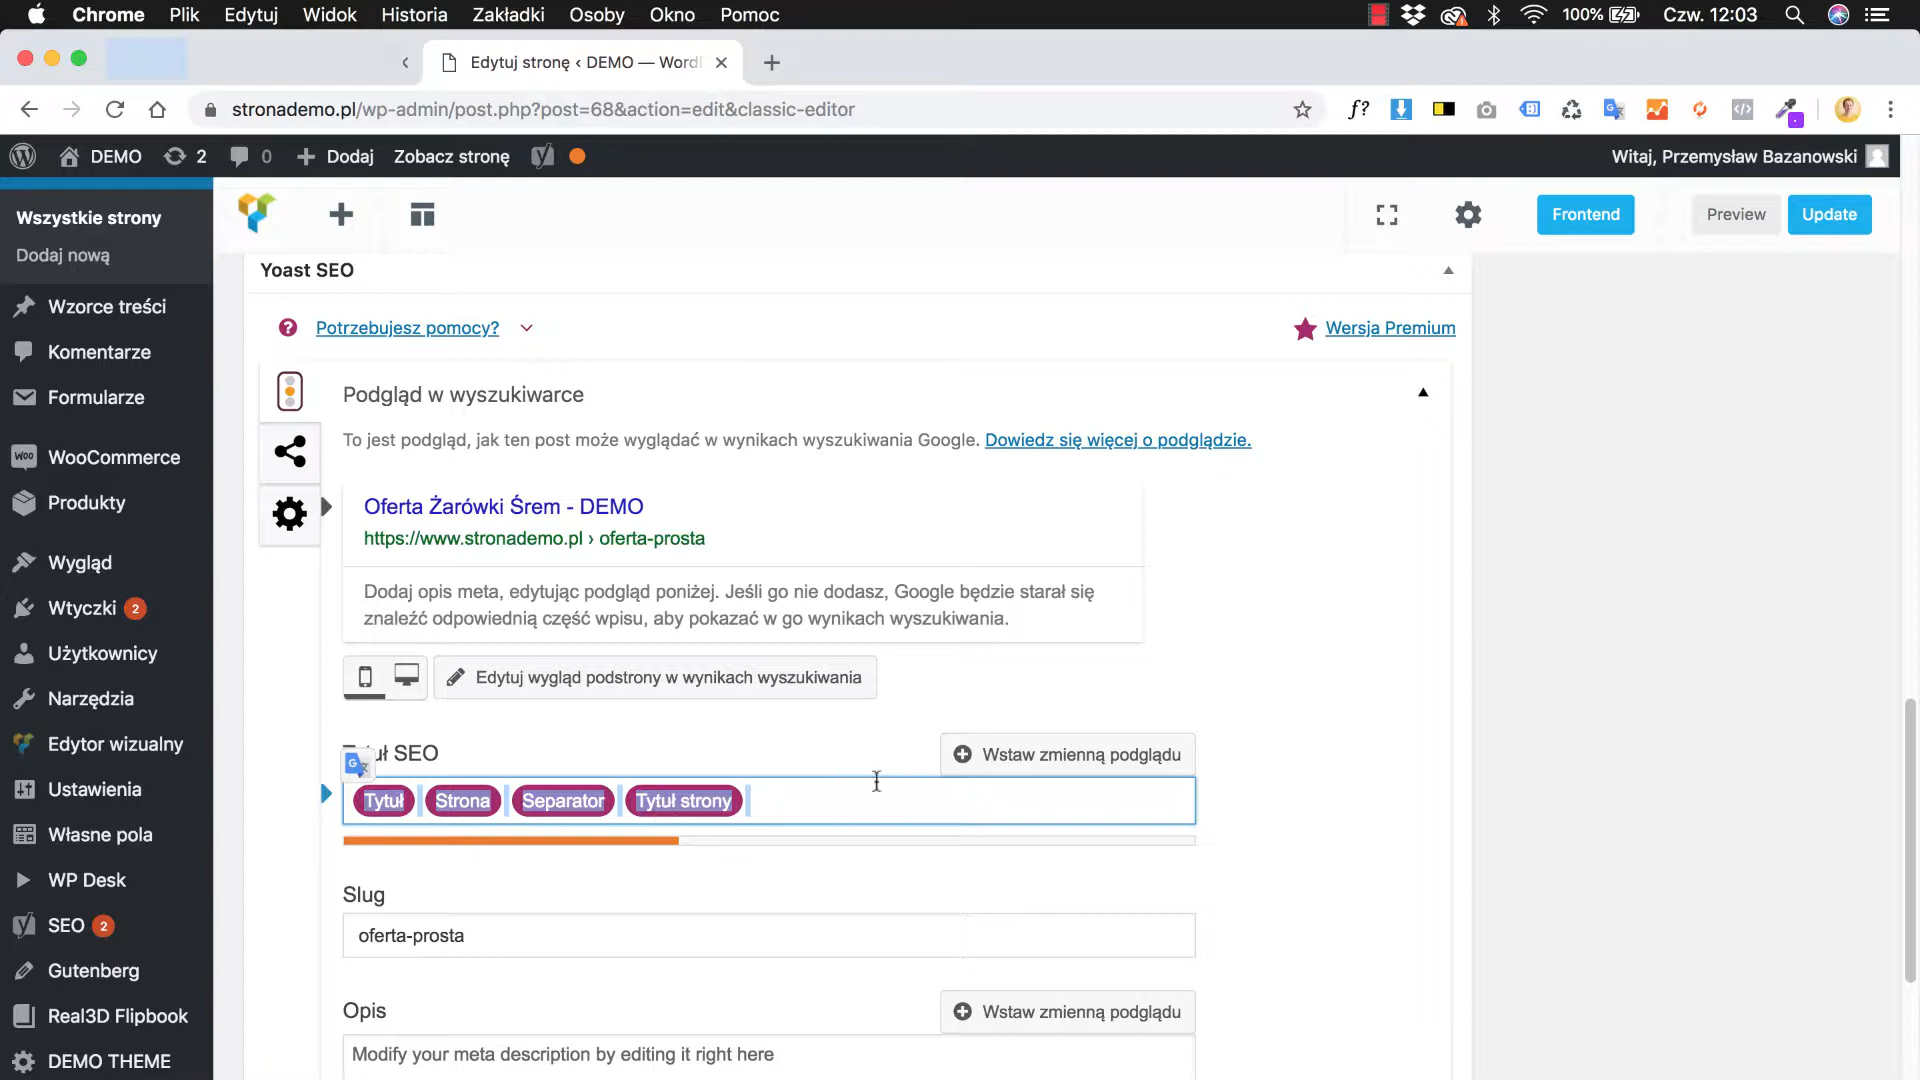 Chrome Plik Edytuj Widok Historia Zakładki Osoby Okno Pomoc 100% Czw. 12:03
Edytuj stronę ‹ DEMO — Word
stronademo.pl/wp-admin/post.php?post=68&action=edit&classic-editor
DEMO 2 0 Dodaj Zobacz stronę Witaj, Przemysław Bazanowski
Wszystkie strony
Dodaj nową
Wzorce treści
Komentarze
Formularze
WooCommerce
Produkty
Wygląd
Wtyczki 2
Użytkownicy
Narzędzia
Edytor wizualny
Ustawienia
Własne pola
WP Desk
SEO 2
Gutenberg
Real3D Flipbook
DEMO THEME
Frontend Preview Update
Yoast SEO
Potrzebujesz pomocy? Wersja Premium
Podgląd w wyszukiwarce
To jest podgląd, jak ten post może wyglądać w wynikach wyszukiwania Google. Dowiedz się więcej o podglądzie.
Oferta Żarówki Śrem - DEMO
https://www.stronademo.pl › oferta-prosta
Dodaj opis meta, edytując podgląd poniżej. Jeśli go nie dodasz, Google będzie starał się
znaleźć odpowiednią część wpisu, aby pokazać w go wynikach wyszukiwania.
Edytuj wygląd podstrony w wynikach wyszukiwania
SEO Wstaw zmienną podglądu
Tytuł Strona Separator Tytuł strony
Slug
oferta-prosta
Opis Wstaw zmienną podglądu
Modify your meta description by editing it right here